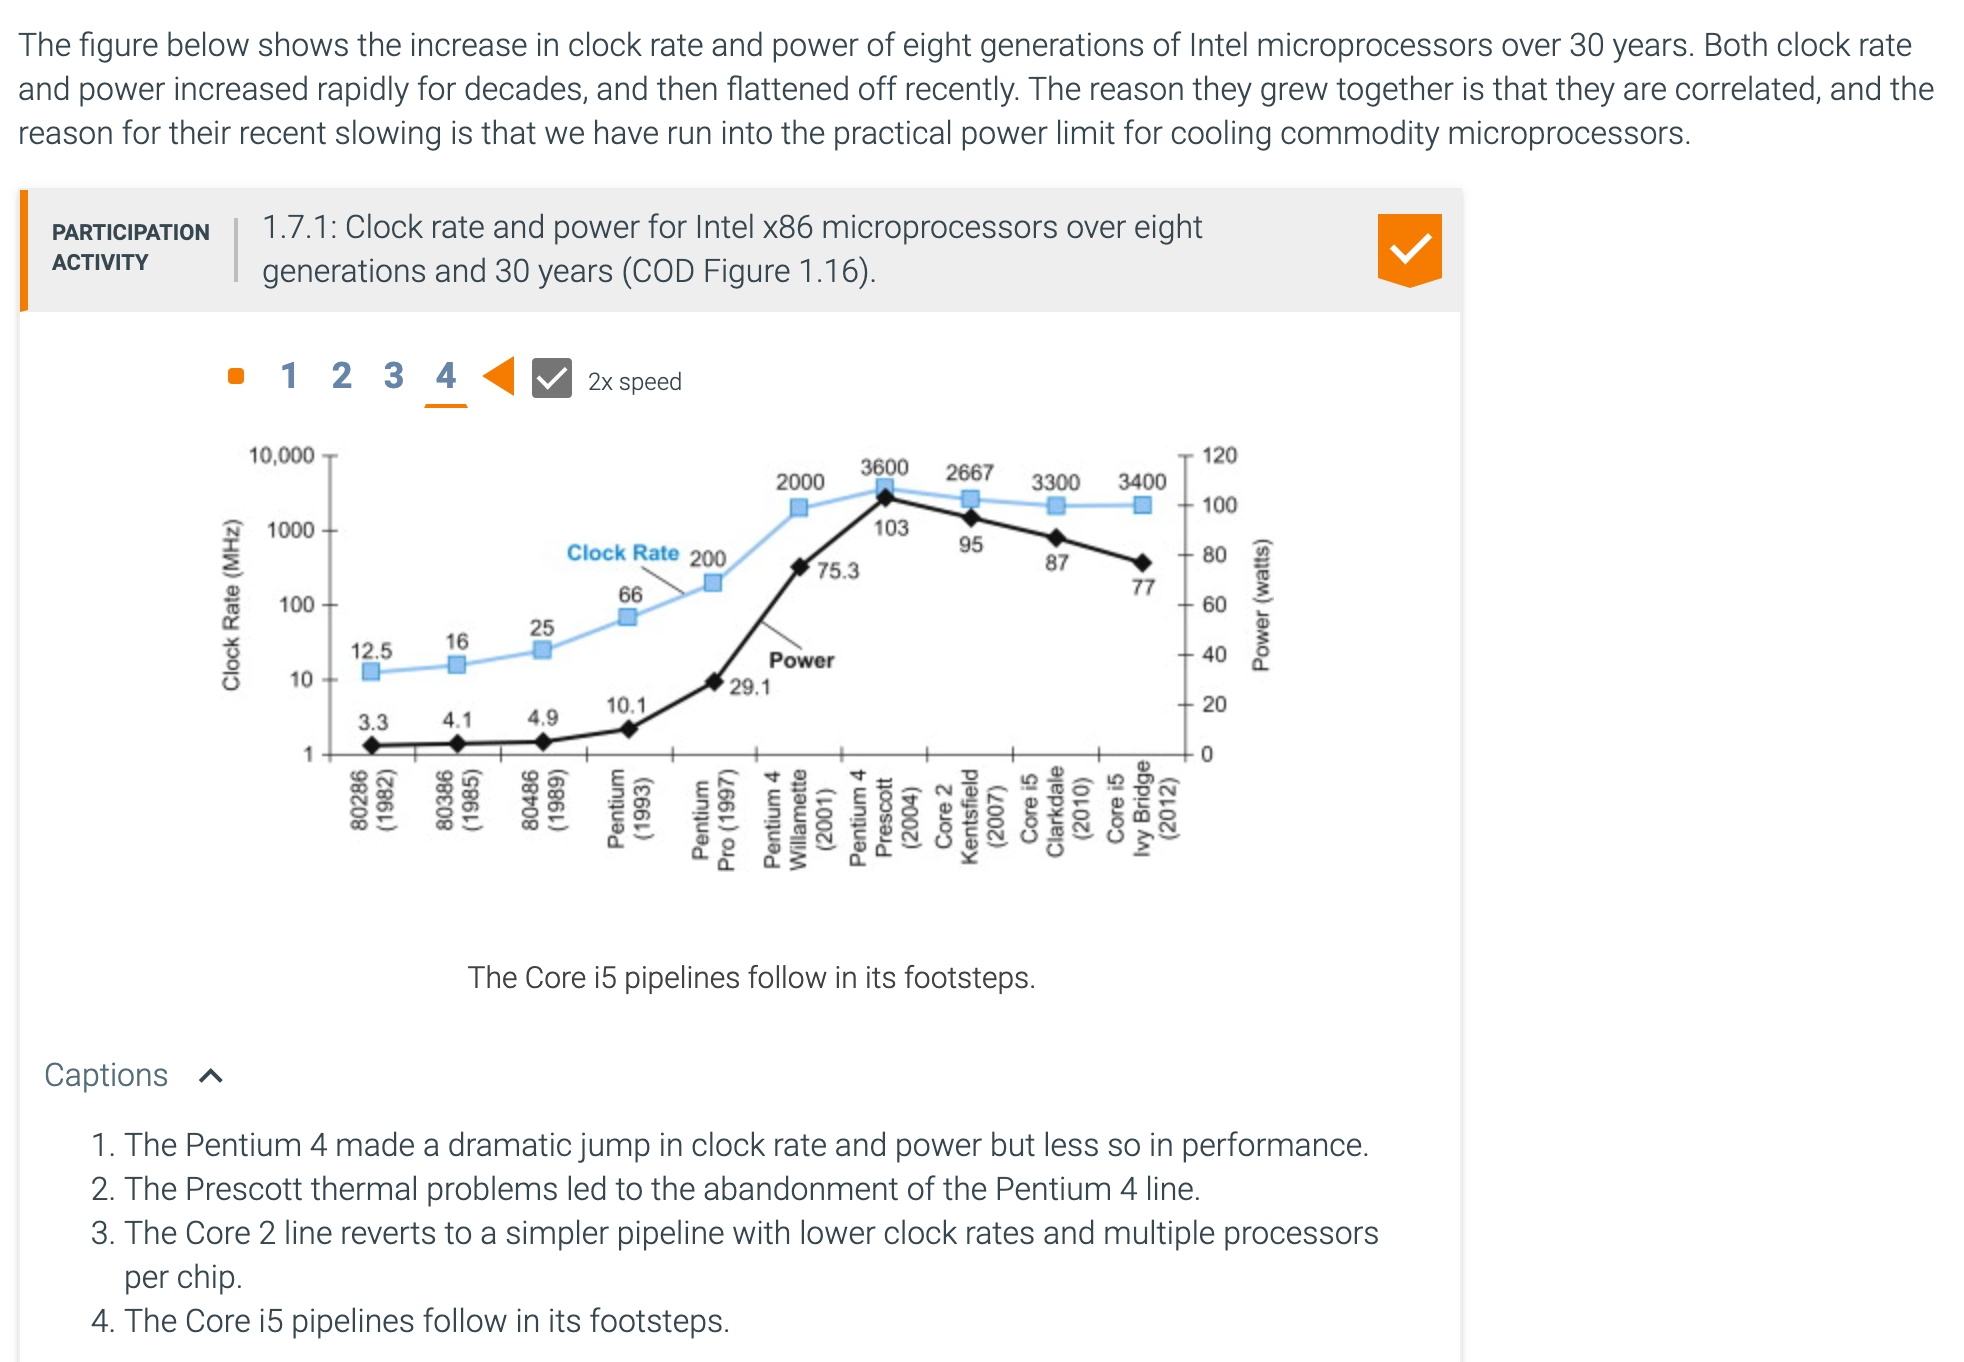 The figure below shows the increase in clock rate and power of eight generations of Intel microprocessors over 30 years. Both clock rate
and power increased rapidly for decades, and then flattened off recently. The reason they grew together is that they are correlated, and the
reason for their recent slowing is that we have run into the practical power limit for cooling commodity microprocessors.
PARTICIPATION
ACTIVITY
1.7.1: Clock rate and power for Intel x86 microprocessors over eight
generations and 30 years (COD Figure 1.16).
1 2 3 4 2x speed
10,000
1000
100
10
1
Clock Rate (MHz)
120
100
80
60
40
20
0
Power (watts)
Clock Rate
12.5
16
25
66
200
2000
3600
2667
3300
3400
Power
3.3
4.1
4.9
10.1
29.1
75.3
103
95
87
77
80286
(1982)
80386
(1985)
80486
(1989)
Pentium
(1993)
Pentium
Pro (1997)
Pentium 4
Willamette
(2001)
Pentium 4
Prescott
(2004)
Core 2
Kentsfield
(2007)
Core i5
Clarkdale
(2010)
Core i5
Ivy Bridge
(2012)
The Core i5 pipelines follow in its footsteps.
Captions
1. The Pentium 4 made a dramatic jump in clock rate and power but less so in performance.
2. The Prescott thermal problems led to the abandonment of the Pentium 4 line.
3. The Core 2 line reverts to a simpler pipeline with lower clock rates and multiple processors
per chip.
4. The Core i5 pipelines follow in its footsteps.